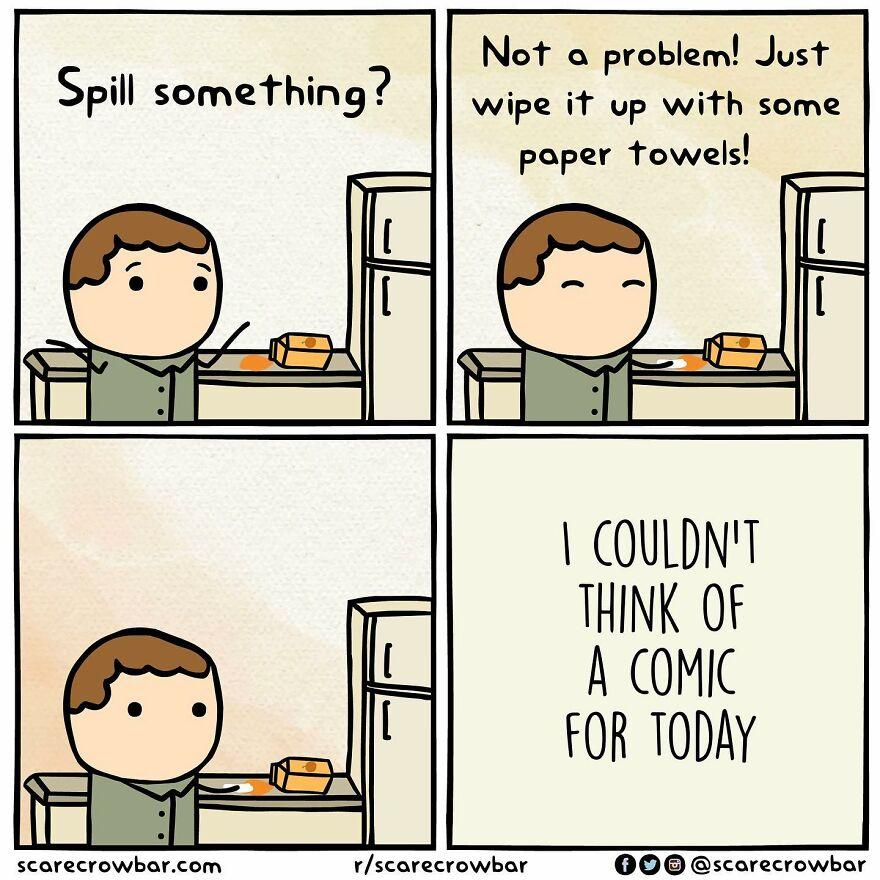 Spill something?
Not a problem! Just
wipe it up with some
paper towels!
I COULDN'T
THINK OF
A COMIC
FOR TODAY
scarecrowbar.com
r/scarecrowbar
@scarecrowbar